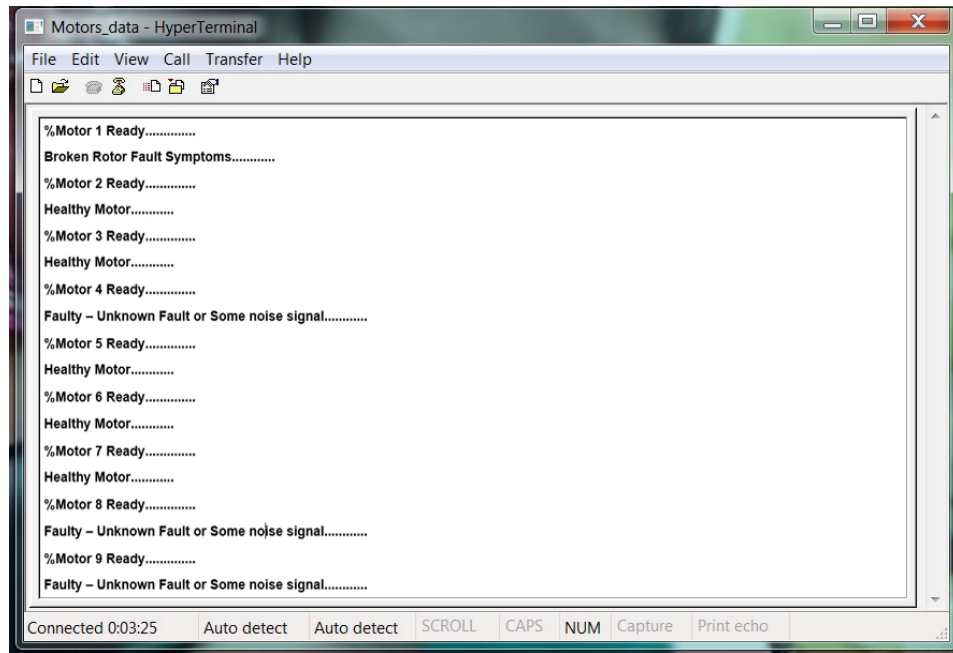 Motors_data - HyperTerminal
File Edit View Call Transfer Help
%Motor 1 Ready..............
Broken Rotor Fault Symptoms............
%Motor 2 Ready..............
Healthy Motor............
%Motor 3 Ready..............
Healthy Motor............
%Motor 4 Ready..............
Faulty – Unknown Fault or Some noise signal............
%Motor 5 Ready..............
Healthy Motor............
%Motor 6 Ready..............
Healthy Motor............
%Motor 7 Ready..............
Healthy Motor............
%Motor 8 Ready..............
Faulty – Unknown Fault or Some noise signal............
%Motor 9 Ready..............
Faulty – Unknown Fault or Some noise signal............
Connected 0:03:25 Auto detect Auto detect SCROLL CAPS NUM Capture Print echo